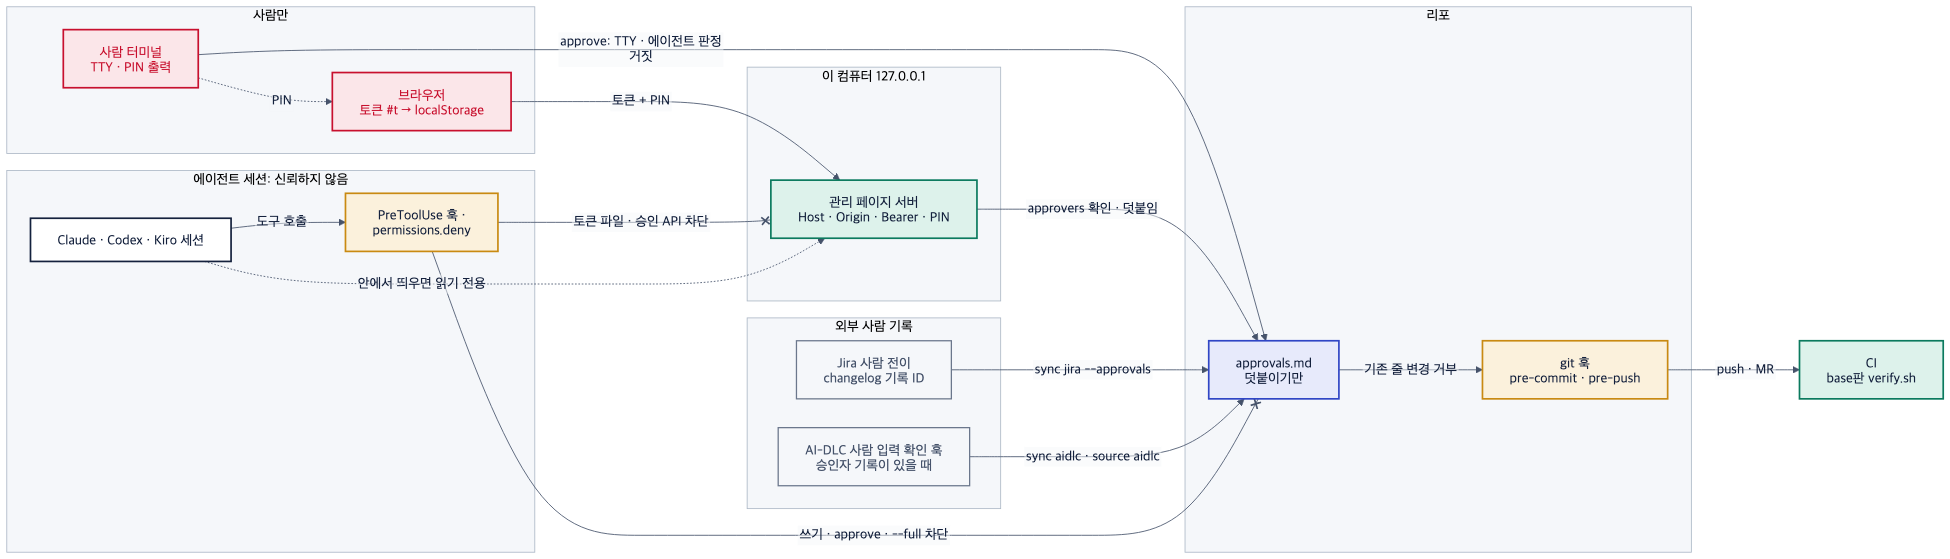 사람만
사람 터미널
TTY · PIN 출력
approve: TTY · 에이전트 판정
거짓
PIN
브라우저
토큰 #t → localStorage
토큰 + PIN
이 컴퓨터 127.0.0.1
관리 페이지 서버
Host · Origin · Bearer · PIN
에이전트 세션: 신뢰하지 않음
Claude · Codex · Kiro 세션
도구 호출
PreToolUse 훅 ·
permissions.deny
토큰 파일 · 승인 API 차단
안에서 띄우면 읽기 전용
approvers 확인 · 덧붙임
외부 사람 기록
Jira 사람 전이
changelog 기록 ID
sync jira --approvals
AI-DLC 사람 입력 확인 훅
승인자 기록이 있을 때
sync aidlc · source aidlc
쓰기 · approve · --full 차단
리포
approvals.md
덧붙이기만
기존 줄 변경 거부
git 훅
pre-commit · pre-push
push · MR
CI
base판 verify.sh